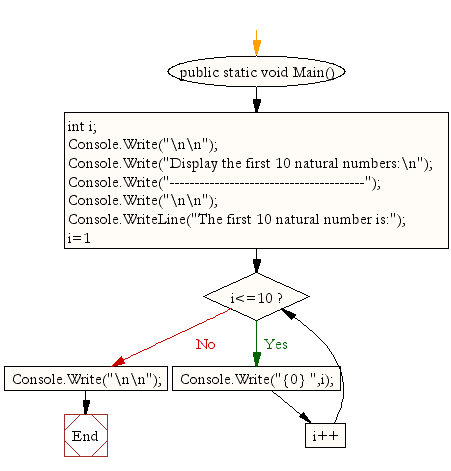 public static void Main()
int i;
Console.Write("\n\n");
Console.Write("Display the first 10 natural numbers:\n");
Console.Write("---------------------------------------");
Console.Write("\n\n");
Console.WriteLine("The first 10 natural number is:");
i=1
i<=10 ?
No
Yes
Console.Write("\n\n");
Console.Write("{0} ",i);
End
i++